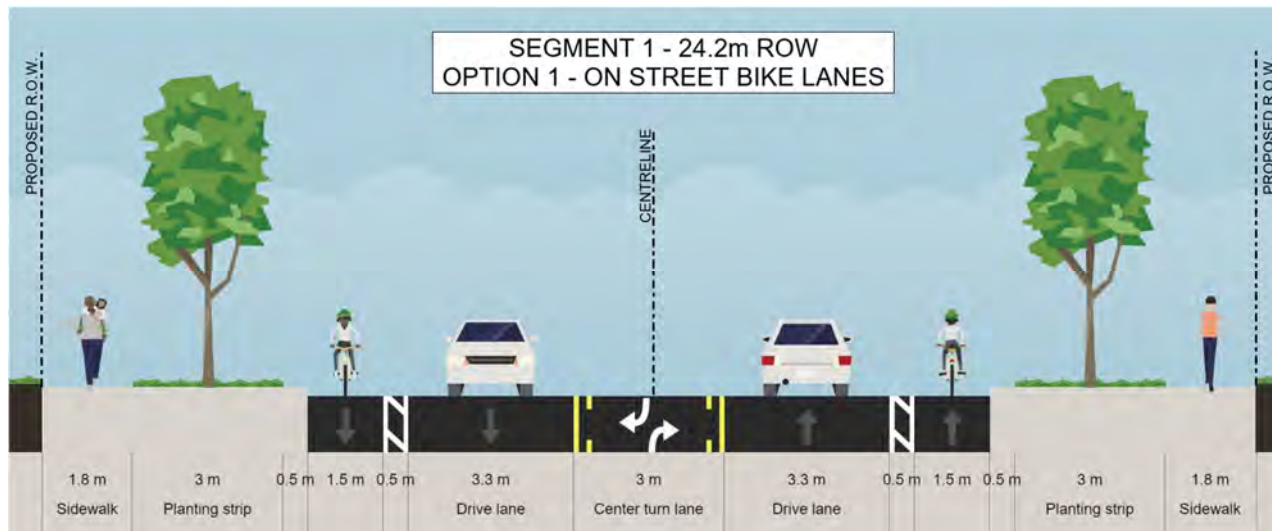 SEGMENT 1 - 24.2m ROW
OPTION 1 - ON STREET BIKE LANES
PROPOSED R.O.W.
CENTRELINE
PROPOSED R.O.W.
1.8 m 3 m 0.5 m 1.5 m 0.5 m 3.3 m 3 m 3.3 m 0.5 m 1.5 m 0.5 m 3 m 1.8 m
Sidewalk Planting strip Drive lane Center turn lane Drive lane Planting strip Sidewalk